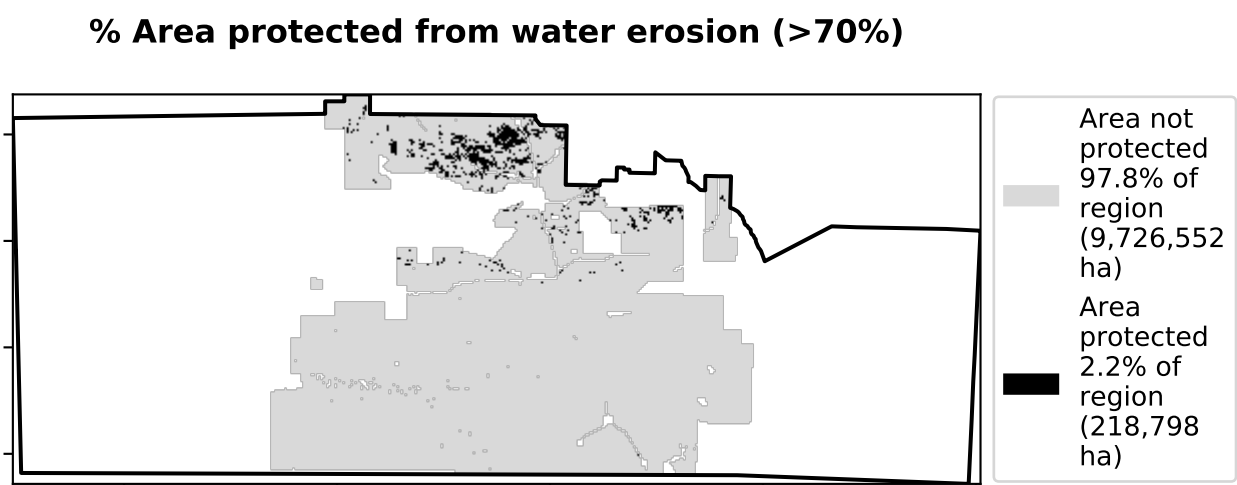 % Area protected from water erosion (>70%)
Area not
protected
97.8% of
region
(9,726,552
ha)
Area
protected
2.2% of
region
(218,798
ha)